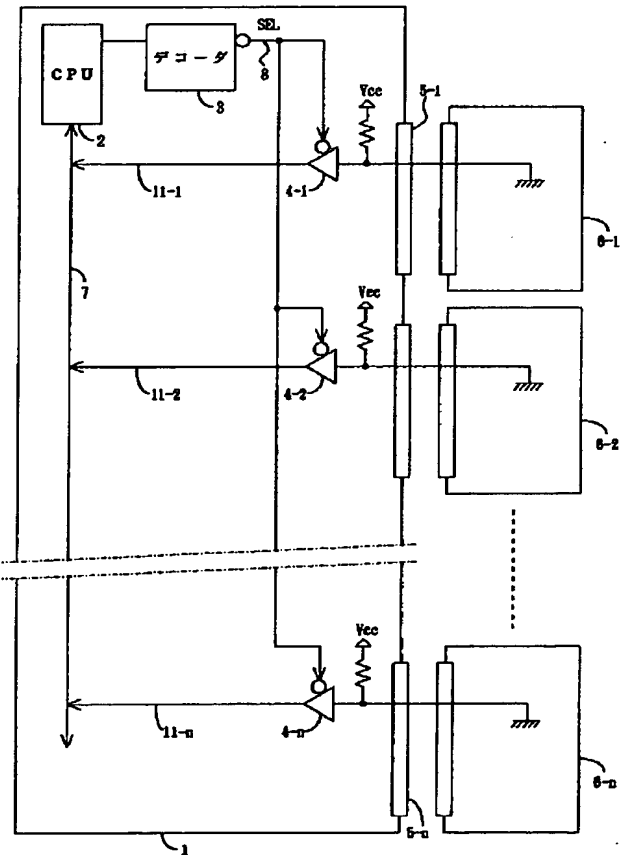 SEL
CPU
デコーダ
8
3
2
Vcc
5-1
11-1
4-1
6-1
7
Vcc
11-2
4-2
6-2
Vcc
11-n
4-n
5-n
6-n
1